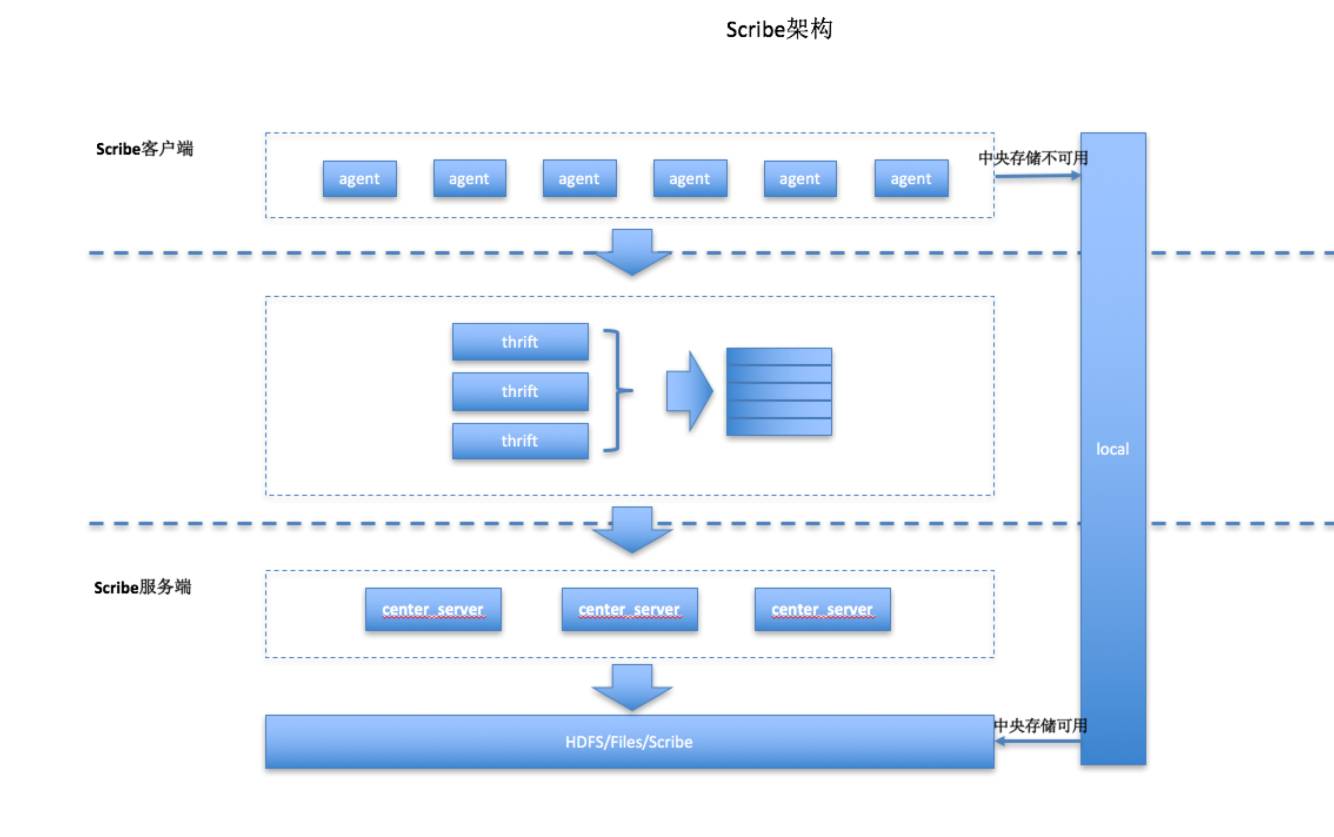 Scribe架构
Scribe客户端
agent agent agent agent agent agent
中央存储不可用
thrift
thrift
thrift
local
Scribe服务端
center_server center_server center_server
中央存储可用
HDFS/Files/Scribe